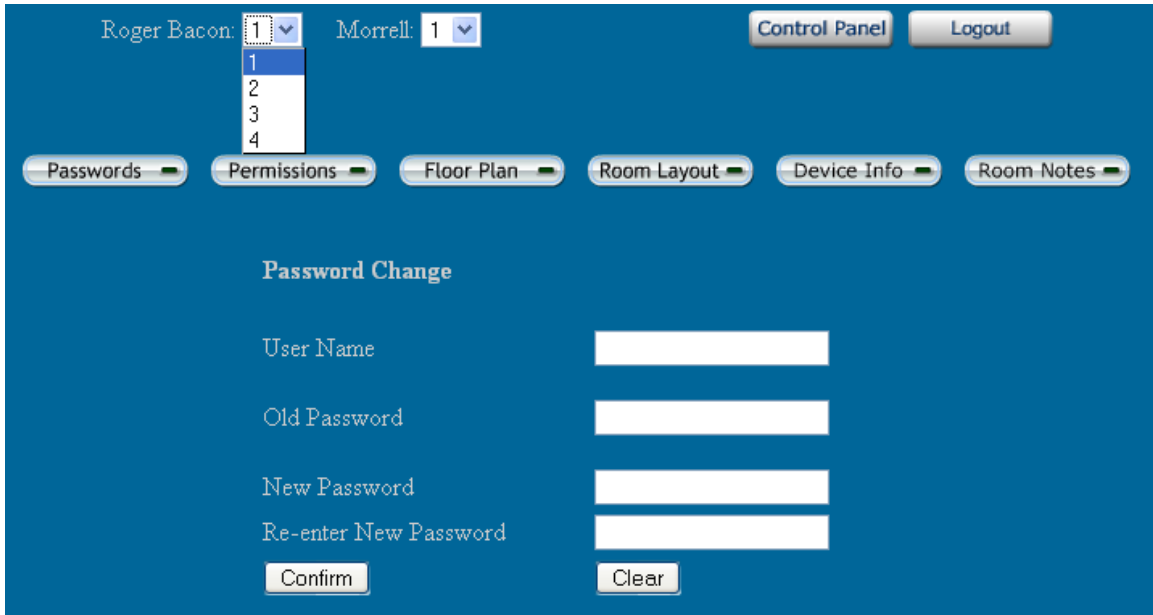 Roger Bacon: 1 Morrell: 1 Control Panel Logout
1
2
3
4
Passwords Permissions Floor Plan Room Layout Device Info Room Notes
Password Change
User Name
Old Password
New Password
Re-enter New Password
Confirm Clear